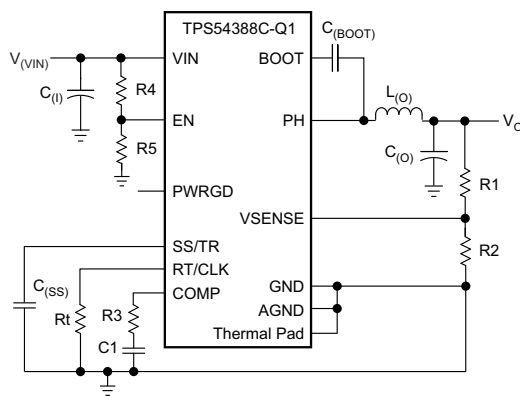 TPS54388C-Q1
V(VIN)
VIN
BOOT
C(BOOT)
C(I)
R4
EN
PH
L(O)
VO
R5
C(O)
R1
PWRGD
VSENSE
R2
SS/TR
RT/CLK
COMP
GND
AGND
Thermal Pad
C(SS)
Rt
R3
C1